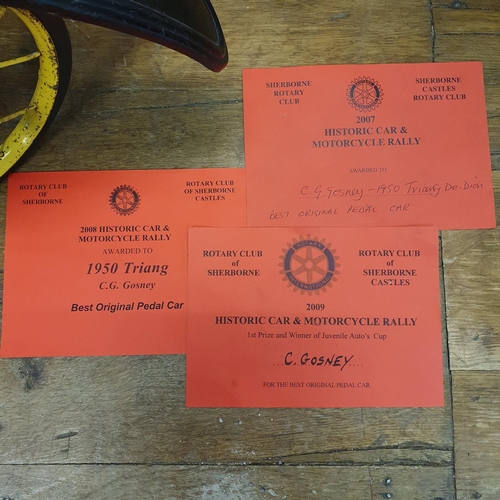 SHERBORNE
ROTARY
CLUB
SHERBORNE
CASTLES
ROTARY CLUB
2007
HISTORIC CAR &
MOTORCYCLE RALLY
AWARDED TO
C.G. Gosney - 1950 Triang De-Dion
BEST ORIGINAL PEDAL CAR
ROTARY CLUB
OF
SHERBORNE
ROTARY CLUB
OF SHERBORNE
CASTLES
2008 HISTORIC CAR &
MOTORCYCLE RALLY
AWARDED TO
1950 Triang
C.G. Gosney
Best Original Pedal Car
ROTARY CLUB
of
SHERBORNE
ROTARY
INTERNATIONAL
ROTARY CLUB
of
SHERBORNE
CASTLES
2009
HISTORIC CAR & MOTORCYCLE RALLY
1st Prize and Winner of Juvenile Auto's Cup
...C. GOSNEY....
FOR THE BEST ORIGINAL PEDAL CAR